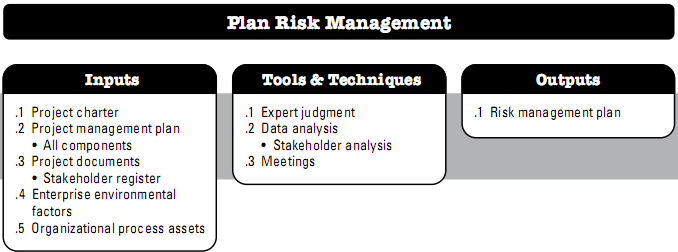 Plan Risk Management
Inputs
.1 Project charter
.2 Project management plan
• All components
.3 Project documents
• Stakeholder register
.4 Enterprise environmental
factors
.5 Organizational process assets
Tools & Techniques
.1 Expert judgment
.2 Data analysis
• Stakeholder analysis
.3 Meetings
Outputs
.1 Risk management plan